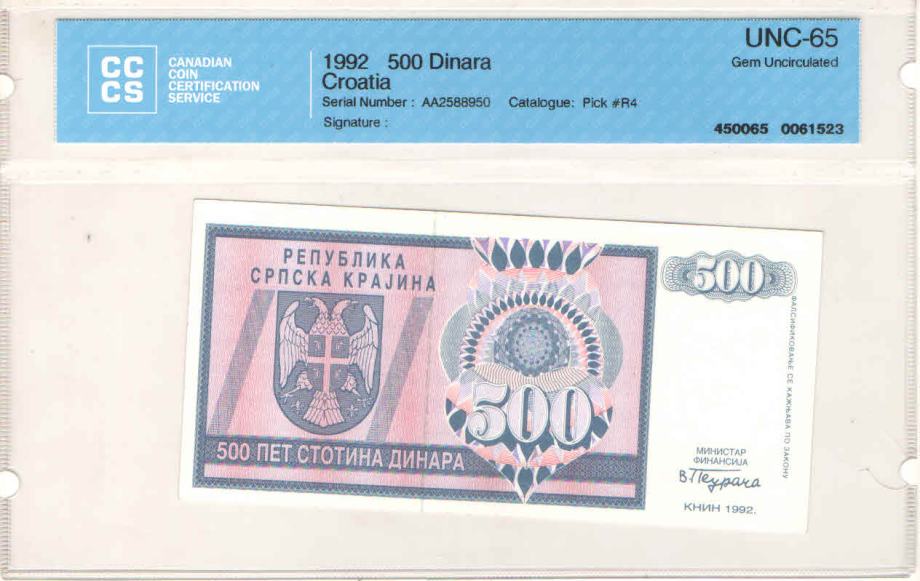 CC
CS
CANADIAN
COIN
CERTIFICATION
SERVICE
1992 500 Dinara
Croatia
Serial Number : AA2588950 Catalogue: Pick #R4
Signature :
UNC-65
Gem Uncirculated
450065 0061523
РЕПУБЛИКА
СРПСКА КРАЈИНА
500
500
500 ПЕТ СТОТИНА ДИНАРА
ФАЛСИФИКОВАЊЕ СЕ КАЖЊАВА ПО ЗАКОНУ
МИНИСТАР
ФИНАНСИЈА
В Пеурача
КНИН 1992.